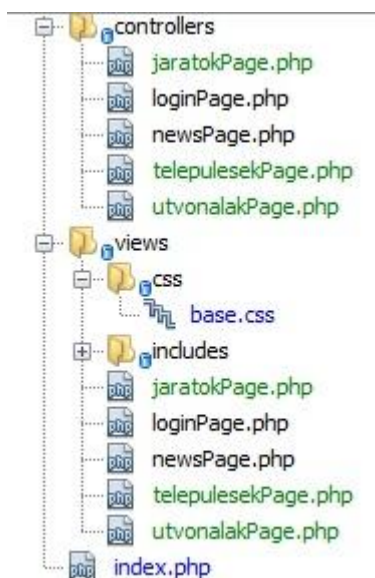 controllers
jaratokPage.php
loginPage.php
newsPage.php
telepulesekPage.php
utvonalakPage.php
views
css
base.css
includes
jaratokPage.php
loginPage.php
newsPage.php
telepulesekPage.php
utvonalakPage.php
index.php